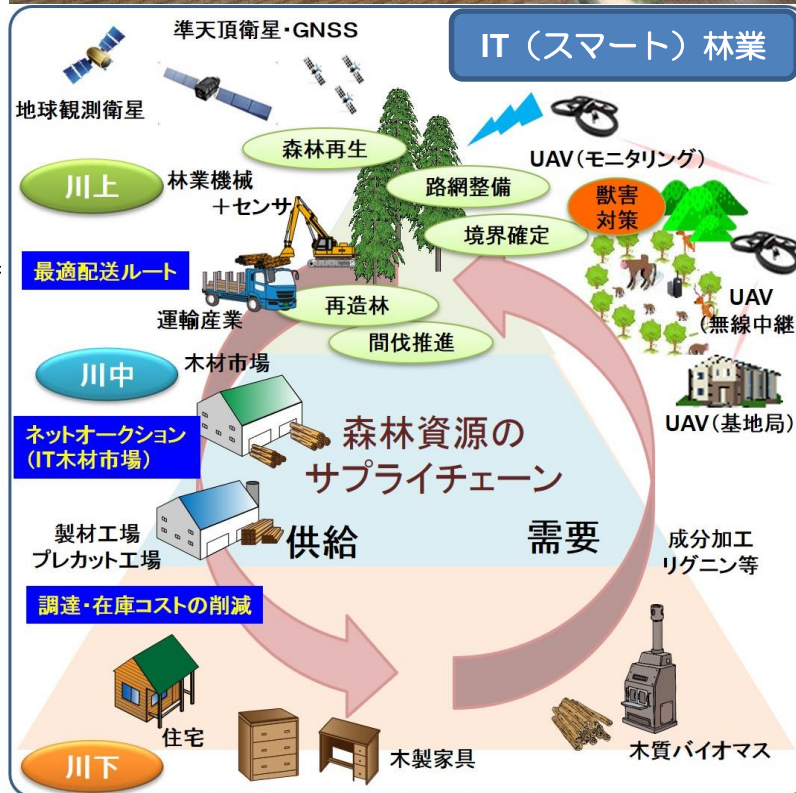 IT（スマート）林業
準天頂衛星・GNSS
地球観測衛星
森林再生
UAV（モニタリング）
川上
林業機械
＋センサ
路網整備
獣害
対策
境界確定
最適配送ルート
運輸産業
再造林
UAV
（無線中継
間伐推進
川中
木材市場
UAV（基地局）
ネットオークション
（IT木材市場）
森林資源の
サプライチェーン
製材工場
プレカット工場
供給
需要
成分加工
リグニン等
調達・在庫コストの削減
住宅
木製家具
木質バイオマス
川下